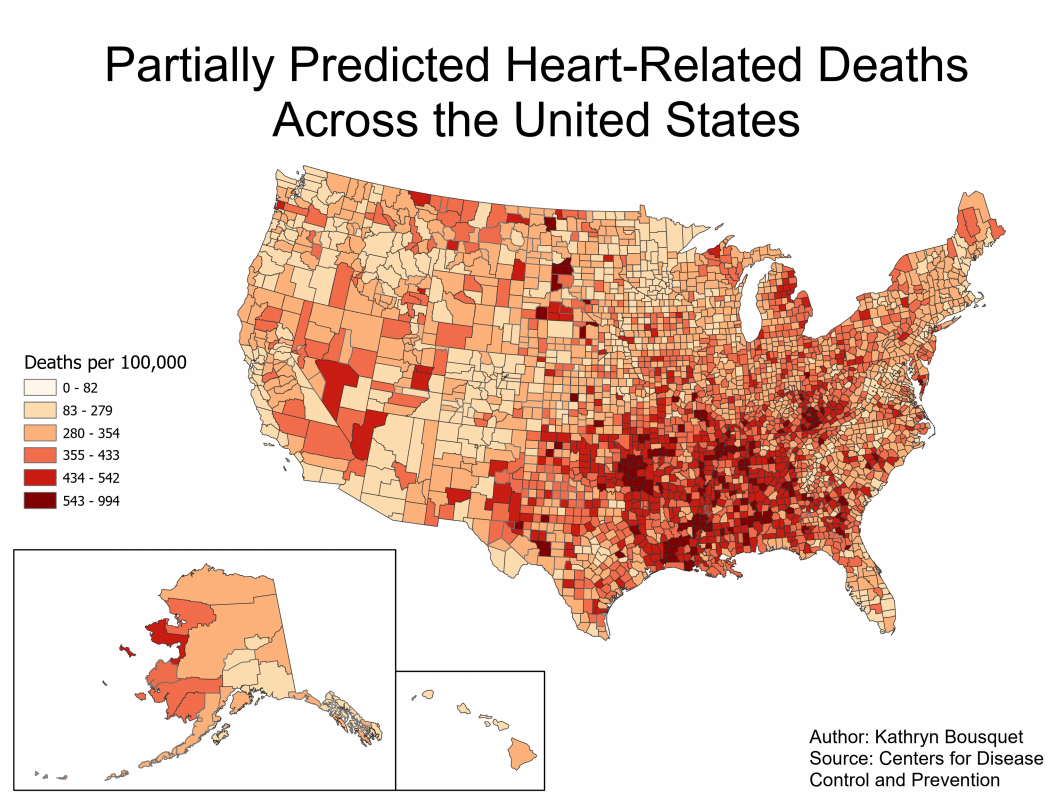 Partially Predicted Heart-Related Deaths
Across the United States
Deaths per 100,000
0 - 82
83 - 279
280 - 354
355 - 433
434 - 542
543 - 994
Author: Kathryn Bousquet
Source: Centers for Disease
Control and Prevention